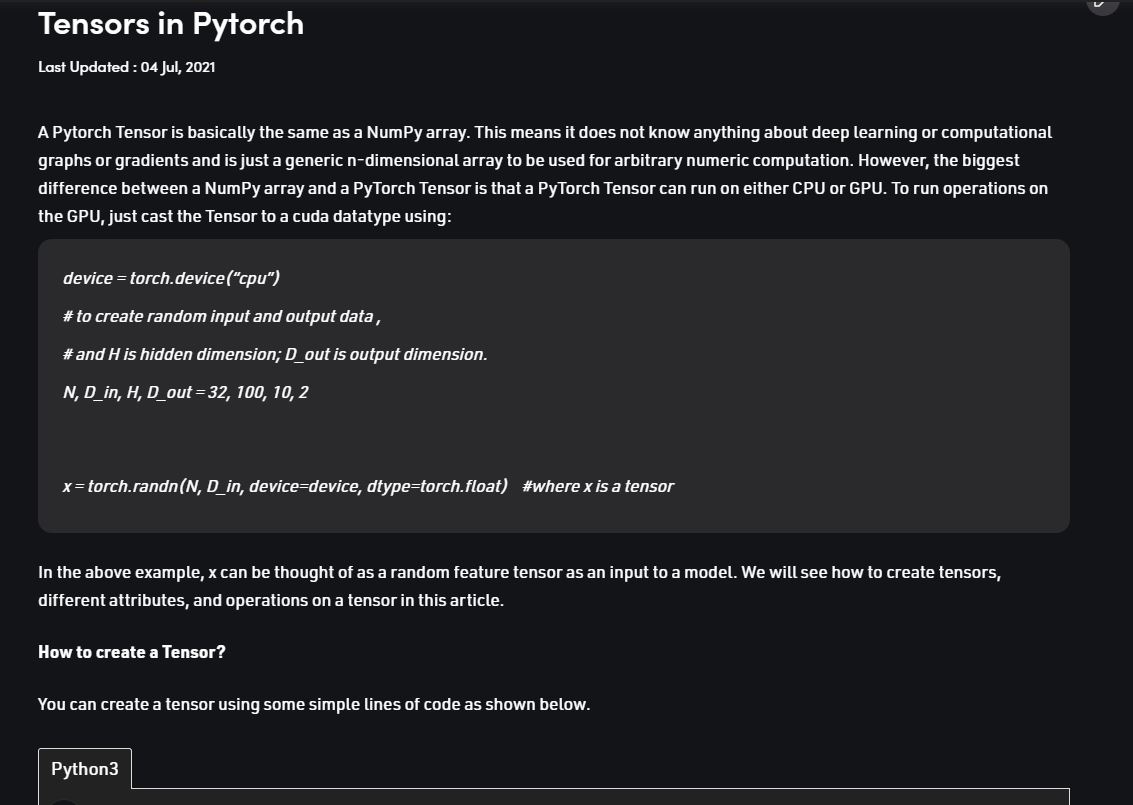 Tensors in Pytorch
Last Updated : 04 Jul, 2021
A Pytorch Tensor is basically the same as a NumPy array. This means it does not know anything about deep learning or computational
graphs or gradients and is just a generic n-dimensional array to be used for arbitrary numeric computation. However, the biggest
difference between a NumPy array and a PyTorch Tensor is that a PyTorch Tensor can run on either CPU or GPU. To run operations on
the GPU, just cast the Tensor to a cuda datatype using:
device = torch.device(“cpu”)
# to create random input and output data ,
# and H is hidden dimension; D_out is output dimension.
N, D_in, H, D_out = 32, 100, 10, 2
x = torch.randn(N, D_in, device=device, dtype=torch.float)   #where x is a tensor
In the above example, x can be thought of as a random feature tensor as an input to a model. We will see how to create tensors,
different attributes, and operations on a tensor in this article.
How to create a Tensor?
You can create a tensor using some simple lines of code as shown below.
Python3